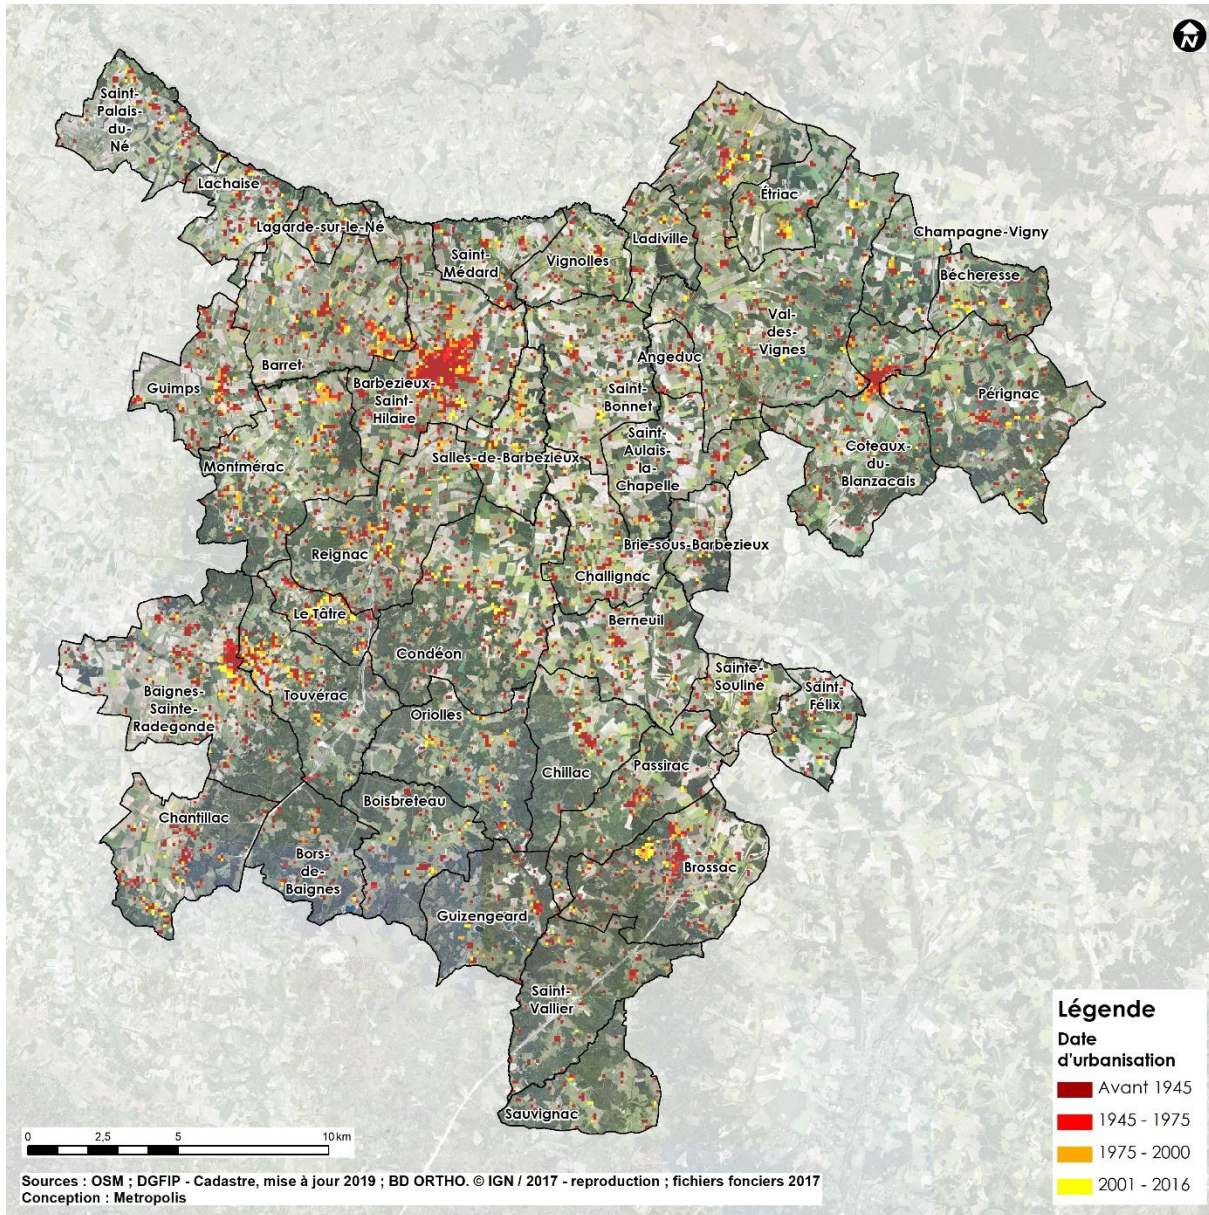 N
Saint-
Palais-
du-
Né
Lachaise
Étriac
Lagarde-sur-le-Né
Ladiville
Champagne-Vigny
Saint-
Médard
Vignolles
Bécheresse
Val-
des-
Vignes
Angeduc
Barret
Guimps
Barbezieux-
Saint-
Hilaire
Saint-
Bonnet
Pérignac
Saint-
Aulais-
la-
Chapelle
Coteaux-
du-
Blanzacais
Salles-de-Barbezieux
Montmérac
Reignac
Brie-sous-Barbezieux
Challignac
Le Tâtre
Berneuil
Condéon
Sainte-
Souline
Saint-
Félix
Baignes-
Sainte-
Radegonde
Touvérac
Oriolles
Chillac
Passirac
Boisbreteau
Chantillac
Bors-
de-
Baignes
Brossac
Guizengeard
Saint-
Vallier
Sauvignac
Légende
Date
d'urbanisation
Avant 1945
1945 - 1975
1975 - 2000
2001 - 2016
0 2,5 5 10 km
Sources : OSM ; DGFIP - Cadastre, mise à jour 2019 ; BD ORTHO. © IGN / 2017 - reproduction ; fichiers fonciers 2017
Conception : Metropolis